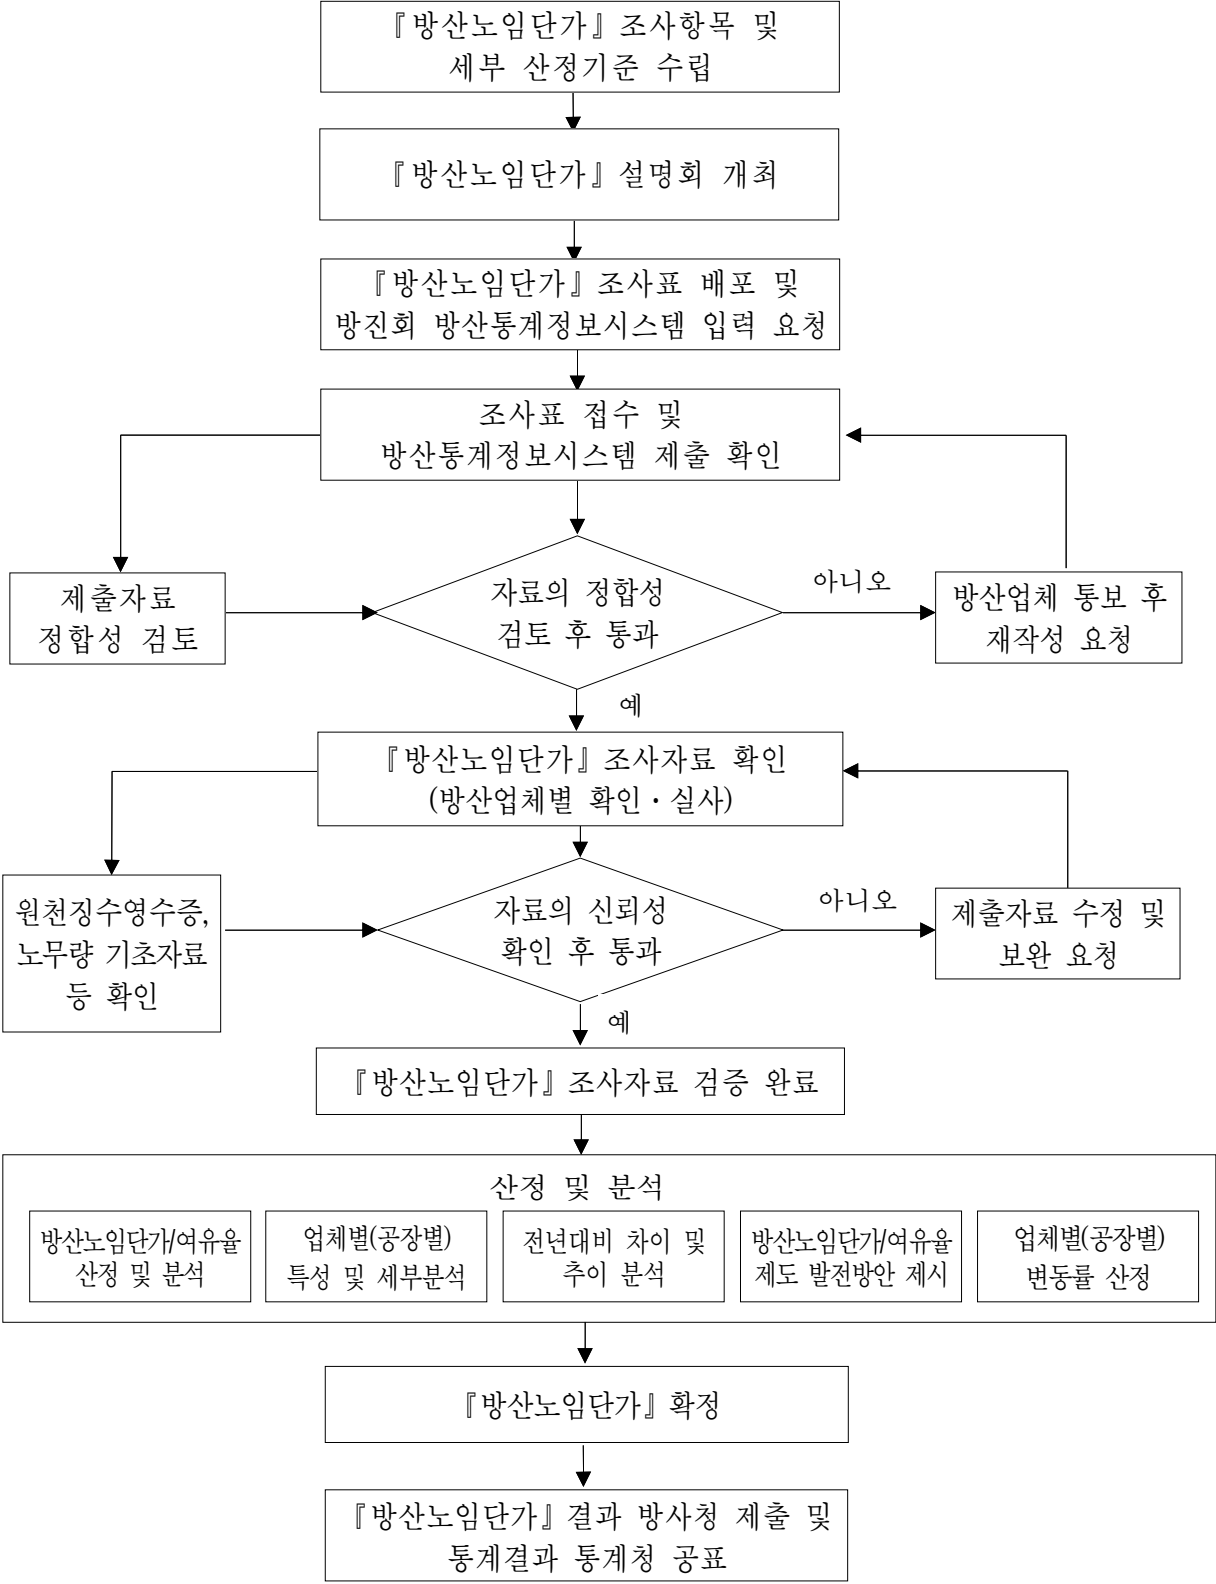 『방산노임단가』 조사항목 및
세부 산정기준 수립
『방산노임단가』 설명회 개최
『방산노임단가』 조사표 배포 및
방진회 방산통계정보시스템 입력 요청
조사표 접수 및
방산통계정보시스템 제출 확인
제출자료
정합성 검토
자료의 정합성
검토 후 통과
아니오
방산업체 통보 후
재작성 요청
예
『방산노임단가』 조사자료 확인
(방산업체별 확인・실사)
원천징수영수증,
노무량 기초자료
등 확인
자료의 신뢰성
확인 후 통과
아니오
제출자료 수정 및
보완 요청
예
『방산노임단가』 조사자료 검증 완료
산정 및 분석
방산노임단가/여유율
산정 및 분석
업체별(공장별)
특성 및 세부분석
전년대비 차이 및
추이 분석
방산노임단가/여유율
제도 발전방안 제시
업체별(공장별)
변동률 산정
『방산노임단가』 확정
『방산노임단가』 결과 방사청 제출 및
통계결과 통계청 공표